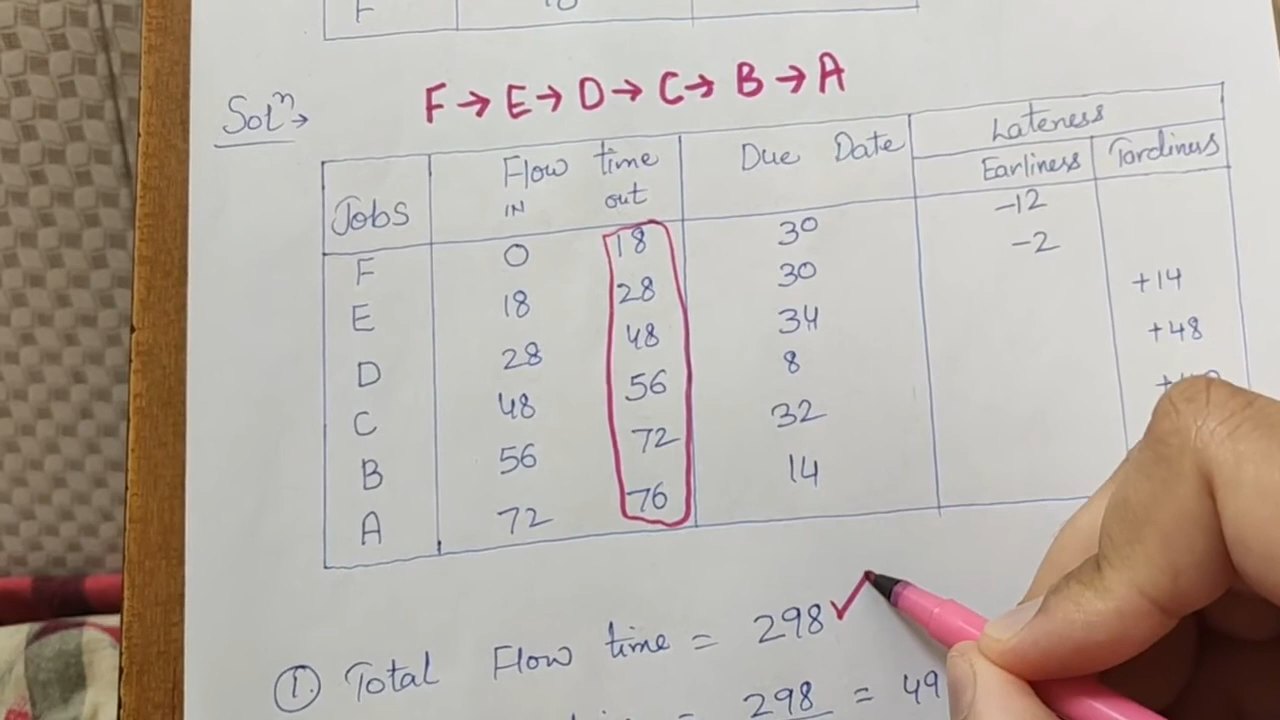 F 18
Solⁿ→ F → E → D → C → B → A
Jobs Flow time Due Date Lateness
IN out Earliness Tardiness
F 0 18 30 -12
E 18 28 30 -2
D 28 48 34 +14
C 48 56 8 +48
B 56 72 32
A 72 76 14
①. Total Flow time = 298 ✓
298 = 49